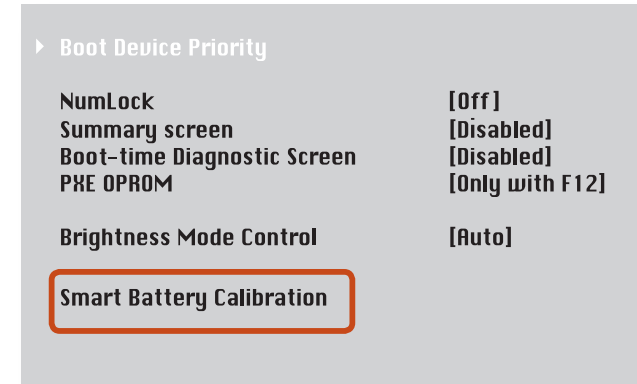 Boot Device Priority
NumLock [Off]
Summary screen [Disabled]
Boot-time Diagnostic Screen [Disabled]
PXE OPROM [Only with F12]
Brightness Mode Control [Auto]
Smart Battery Calibration